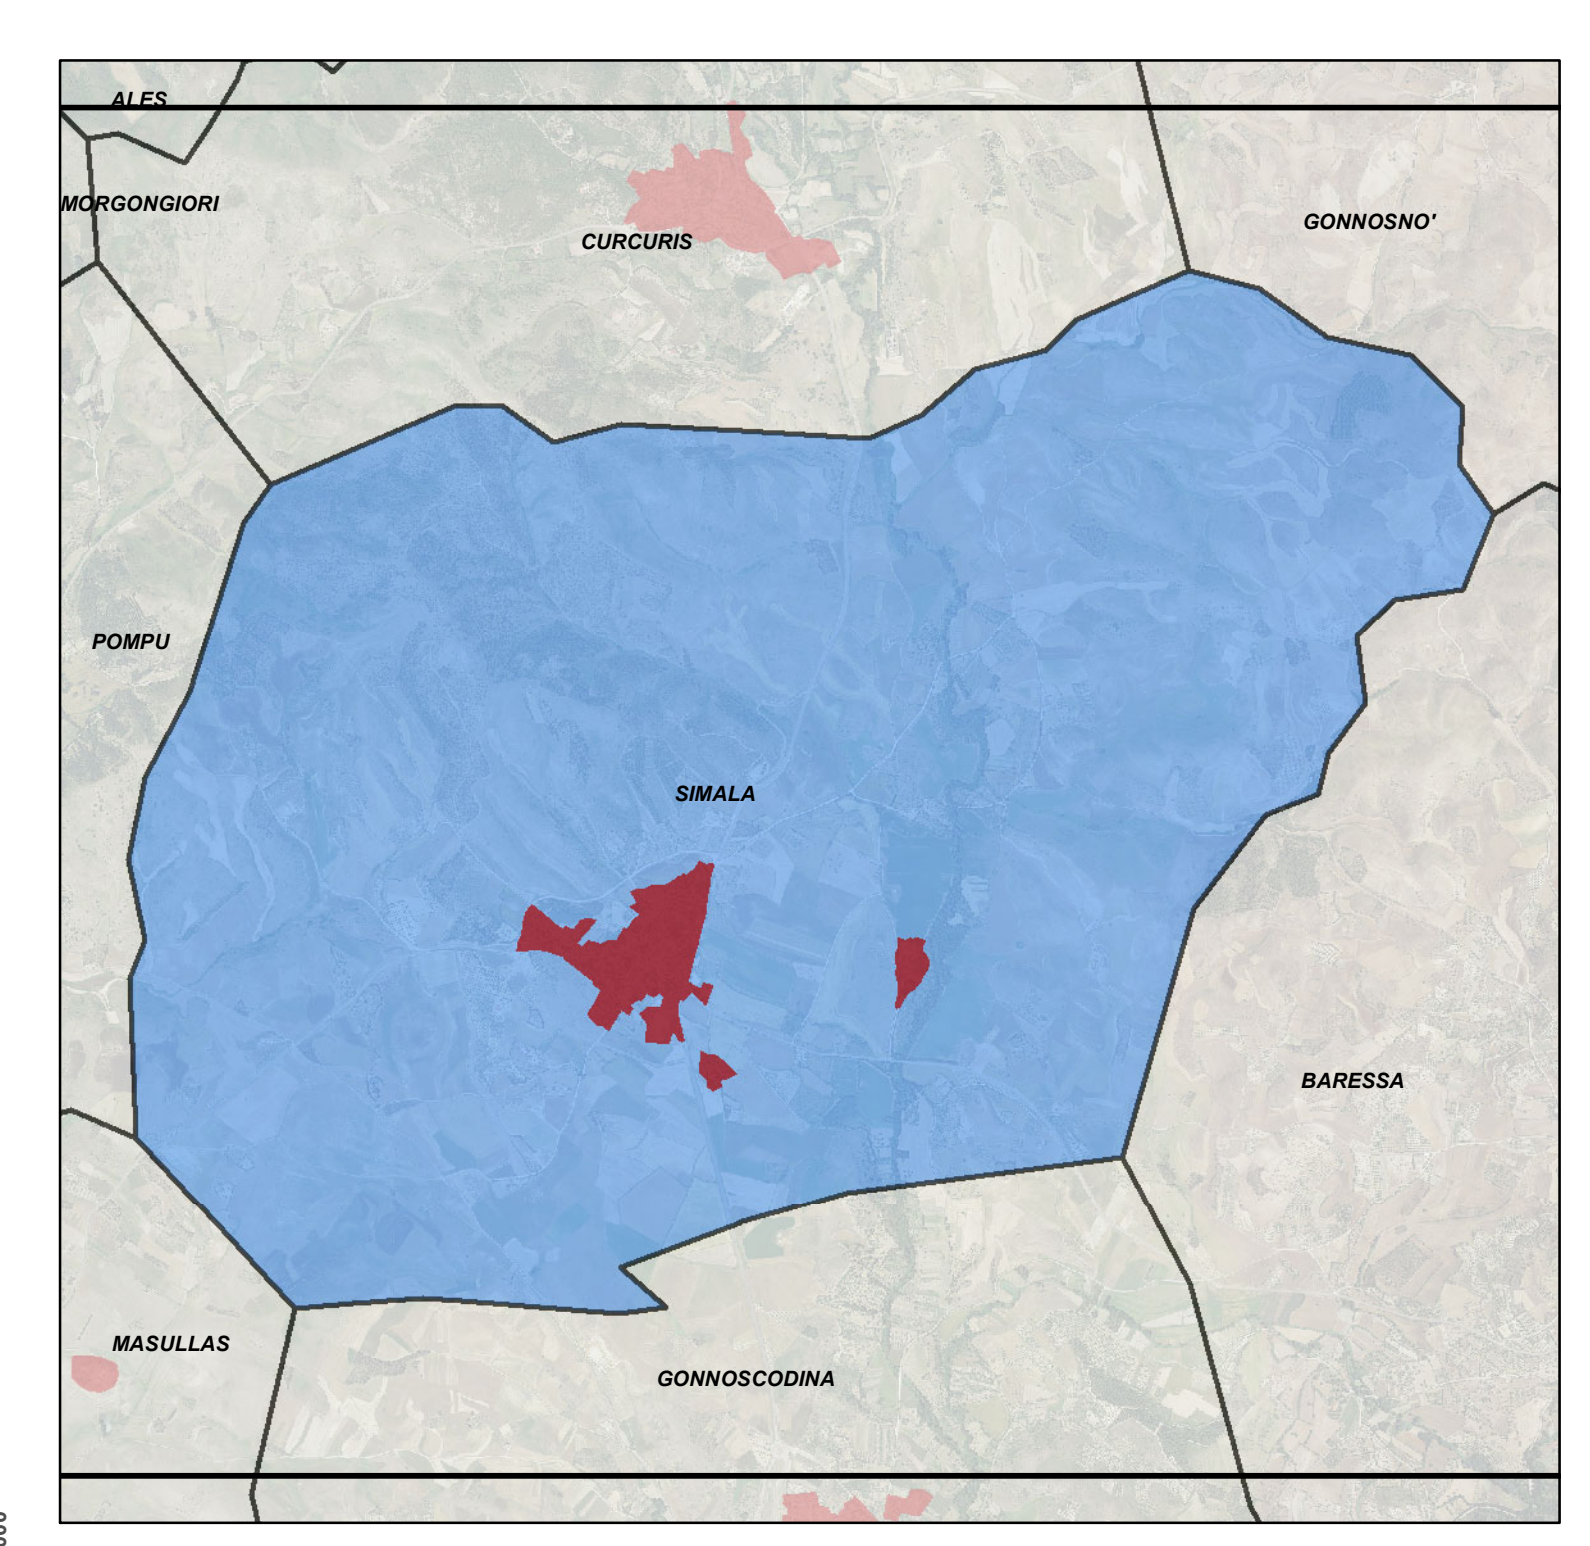 ALES
MORGONGIORI
GONNOSNO'
CURCURIS
POMPU
SIMALA
BARESSA
MASULLAS
GONNOSCODINA